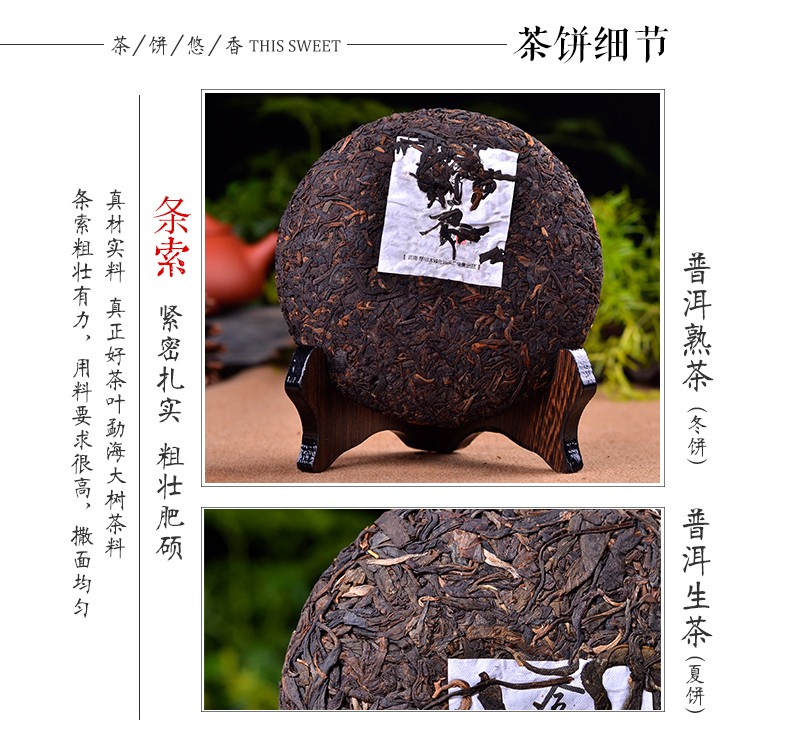 茶/饼/悠/香 THIS SWEET
茶饼细节
条索 紧密扎实 粗壮肥硕
真材实料 真正好茶叶勐海大树茶料
条索粗壮有力，用料要求很高，撒面均匀
普洱熟茶(冬饼)
普洱生茶(夏饼)